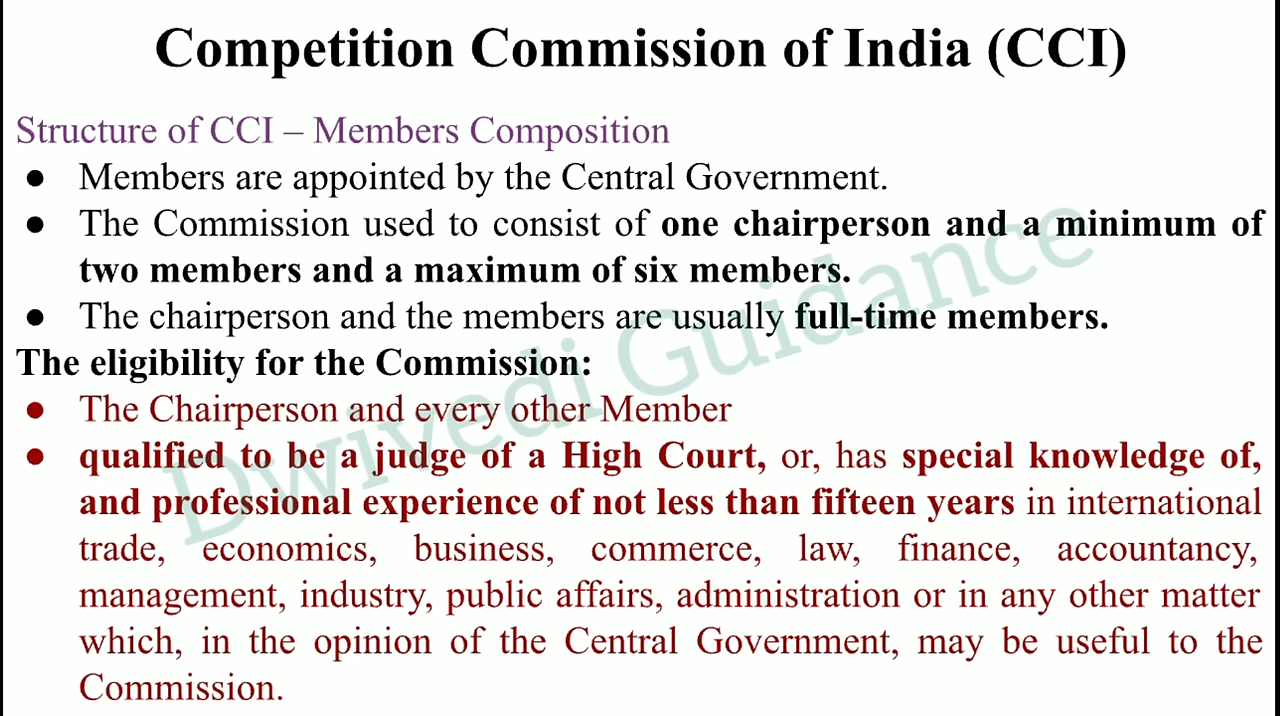 Competition Commission of India (CCI)
Structure of CCI – Members Composition
● Members are appointed by the Central Government.
● The Commission used to consist of one chairperson and a minimum of
two members and a maximum of six members.
● The chairperson and the members are usually full-time members.
The eligibility for the Commission:
● The Chairperson and every other Member
● qualified to be a judge of a High Court, or, has special knowledge of,
and professional experience of not less than fifteen years in international
trade, economics, business, commerce, law, finance, accountancy,
management, industry, public affairs, administration or in any other matter
which, in the opinion of the Central Government, may be useful to the
Commission.
Dwivedi Guidance